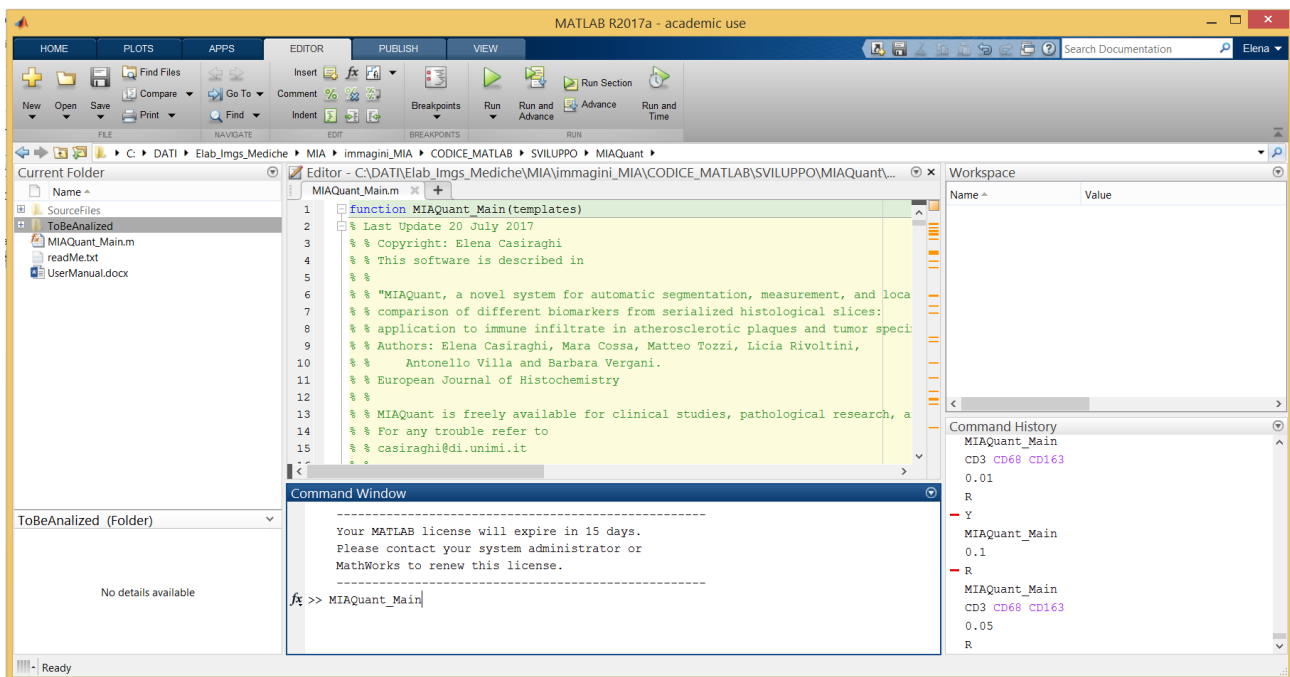 MATLAB R2017a - academic use
HOME PLOTS APPS EDITOR PUBLISH VIEW
Search Documentation
Elena
New
Open
Save
Find Files
Compare
Print
FILE
Go To
Find
NAVIGATE
Insert
fx
Comment
Indent
EDIT
Breakpoints
BREAKPOINTS
Run
Run and Advance
Run Section
Advance
Run and Time
RUN
C: DATI Elab_Imgs_Mediche MIA immagini_MIA CODICE_MATLAB SVILUPPO MIAQuant
Current Folder
Name
SourceFiles
ToBeAnalized
MIAQuant_Main.m
readMe.txt
UserManual.docx
ToBeAnalized (Folder)
No details available
Editor - C:\DATI\Elab_Imgs_Mediche\MIA\immagini_MIA\CODICE_MATLAB\SVILUPPO\MIAQuant\...
MIAQuant_Main.m
1 function MIAQuant_Main(templates)
2 % Last Update 20 July 2017
3 % % Copyright: Elena Casiraghi
4 % % This software is described in
5 % %
6 % % "MIAQuant, a novel system for automatic segmentation, measurement, and loca
7 % % comparison of different biomarkers from serialized histological slices:
8 % % application to immune infiltrate in atherosclerotic plaques and tumor speci
9 % % Authors: Elena Casiraghi, Mara Cossa, Matteo Tozzi, Licia Rivoltini,
10 % % Antonello Villa and Barbara Vergani.
11 % % European Journal of Histochemistry
12 % %
13 % % MIAQuant is freely available for clinical studies, pathological research, a
14 % % For any trouble refer to
15 % % casiraghi@di.unimi.it
Command Window
-----------------------------------------------------
Your MATLAB license will expire in 15 days.
Please contact your system administrator or
MathWorks to renew this license.
-----------------------------------------------------
fx >> MIAQuant_Main
Workspace
Name Value
Command History
MIAQuant_Main
CD3 CD68 CD163
0.01
R
Y
MIAQuant_Main
0.1
R
MIAQuant_Main
CD3 CD68 CD163
0.05
R
Ready